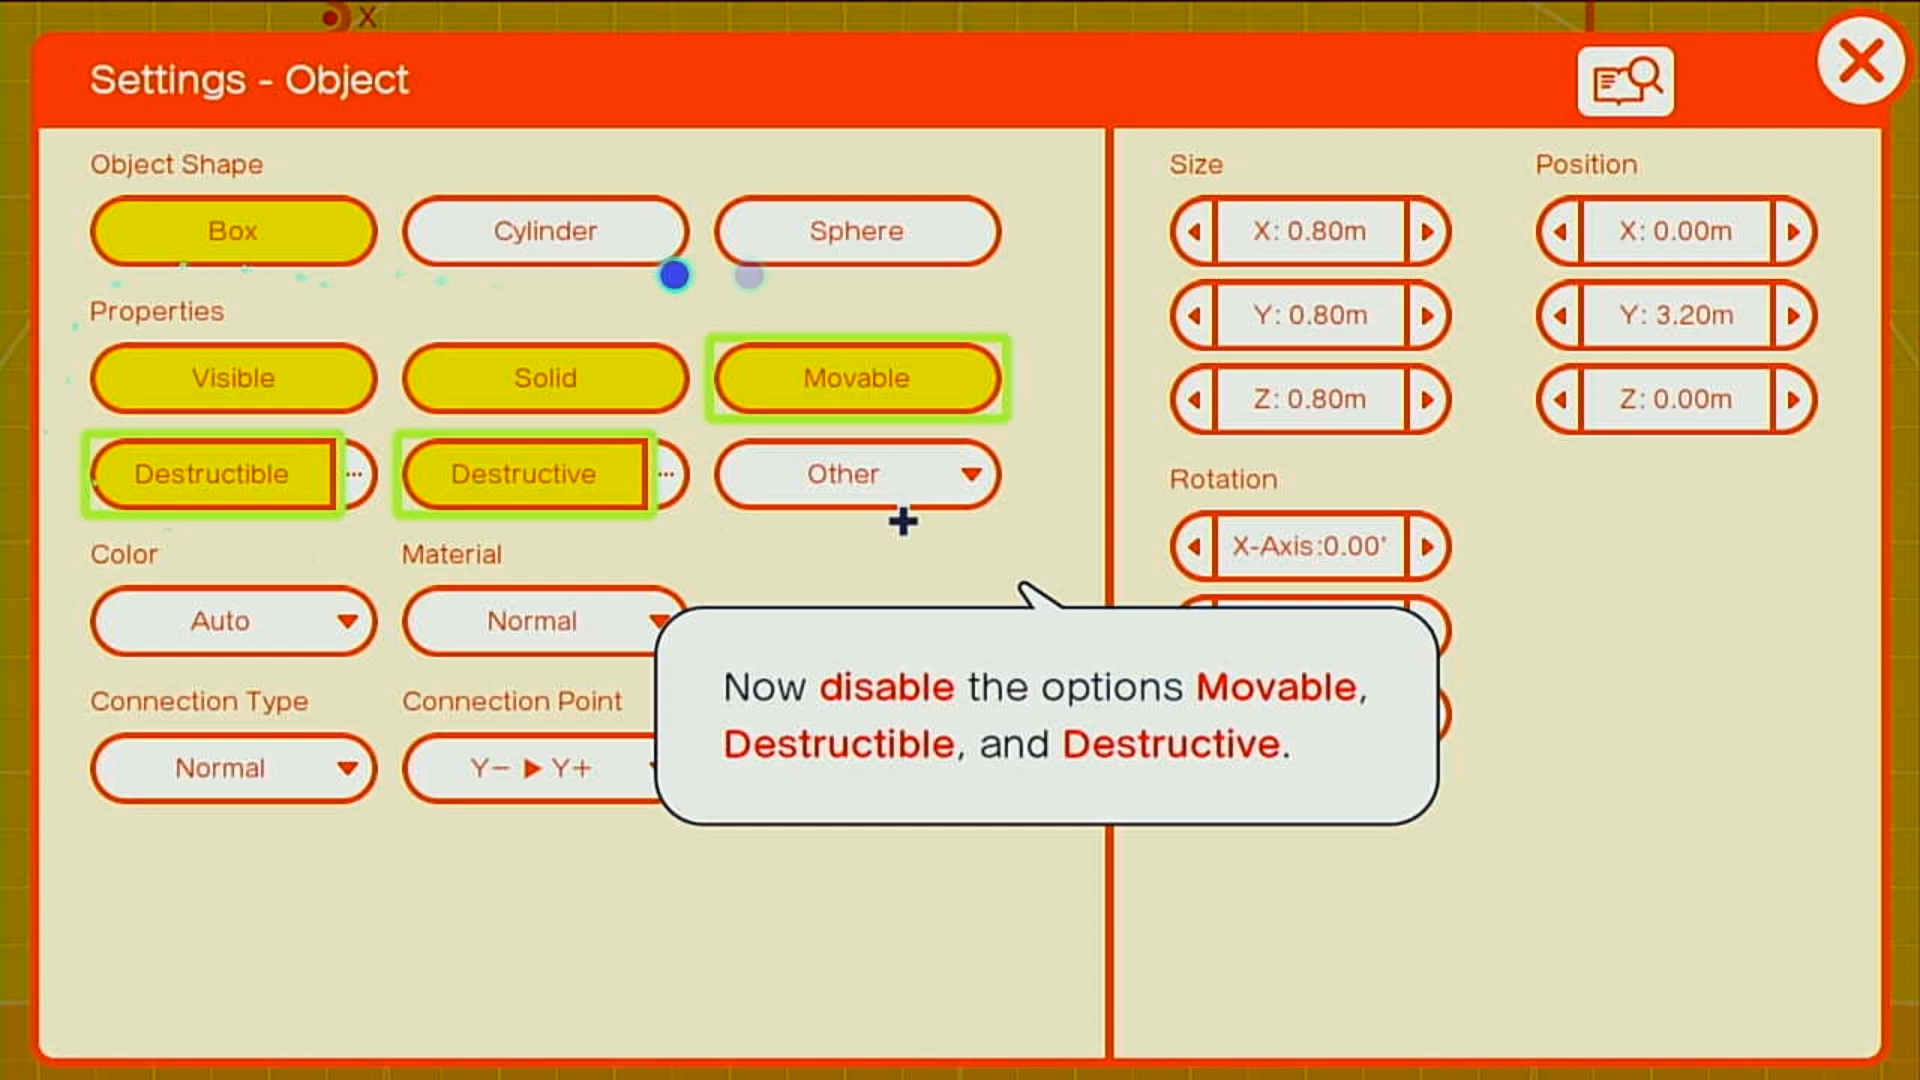 X
Settings - Object
Object Shape
Box
Cylinder
Sphere
Properties
Visible
Solid
Movable
Destructible
...
Destructive
...
Other
Color
Material
Auto
Normal
Connection Type
Connection Point
Normal
Y− ▶ Y+
Size
Position
X: 0.80m
X: 0.00m
Y: 0.80m
Y: 3.20m
Z: 0.80m
Z: 0.00m
Rotation
X-Axis:0.00°
Now disable the options Movable,
Destructible, and Destructive.